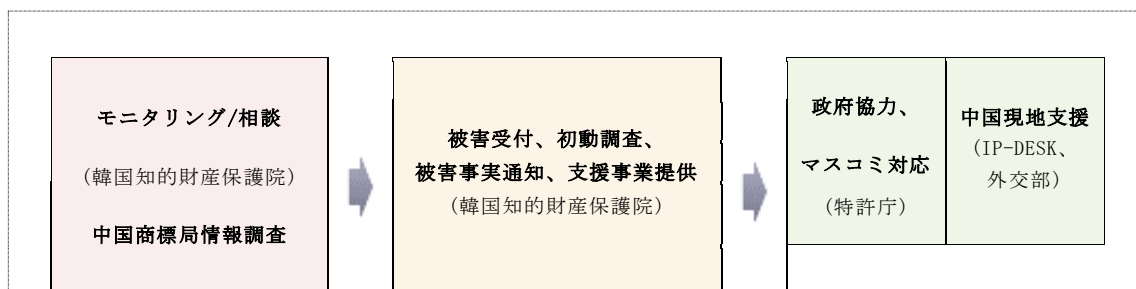 モニタリング/相談
(韓国知的財産保護院)
中国商標局情報調査
被害受付、初動調査、
被害事実通知、支援事業提供
(韓国知的財産保護院)
政府協力、
マスコミ対応
(特許庁)
中国現地支援
(IP-DESK、
外交部)